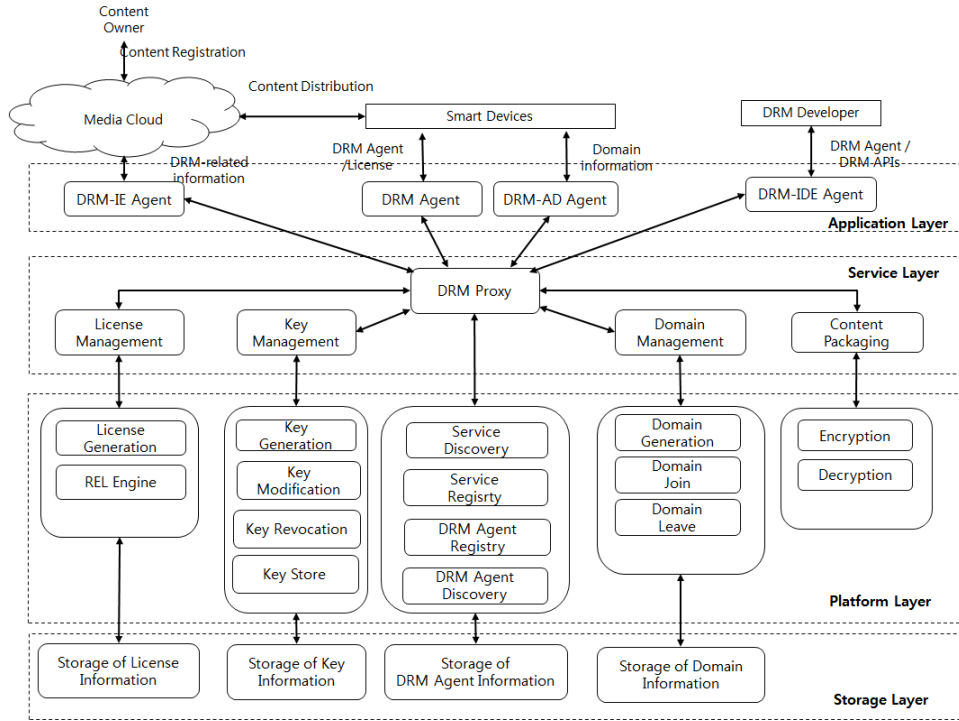 Content
Owner
Content Registration
Content Distribution
Media Cloud
Smart Devices
DRM Developer
DRM-related
information
DRM Agent
/License
Domain
information
DRM Agent /
DRM APIs
DRM-IE Agent
DRM Agent
DRM-AD Agent
DRM-IDE Agent
Application Layer
Service Layer
DRM Proxy
License
Management
Key
Management
Domain
Management
Content
Packaging
License
Generation
REL Engine
Key
Generation
Key
Modification
Key Revocation
Key Store
Service
Discovery
Service
Regisrty
DRM Agent
Registry
DRM Agent
Discovery
Domain
Generation
Domain
Join
Domain
Leave
Encryption
Decryption
Platform Layer
Storage of License
Information
Storage of Key
Information
Storage of
DRM Agent Information
Storage of Domain
Information
Storage Layer